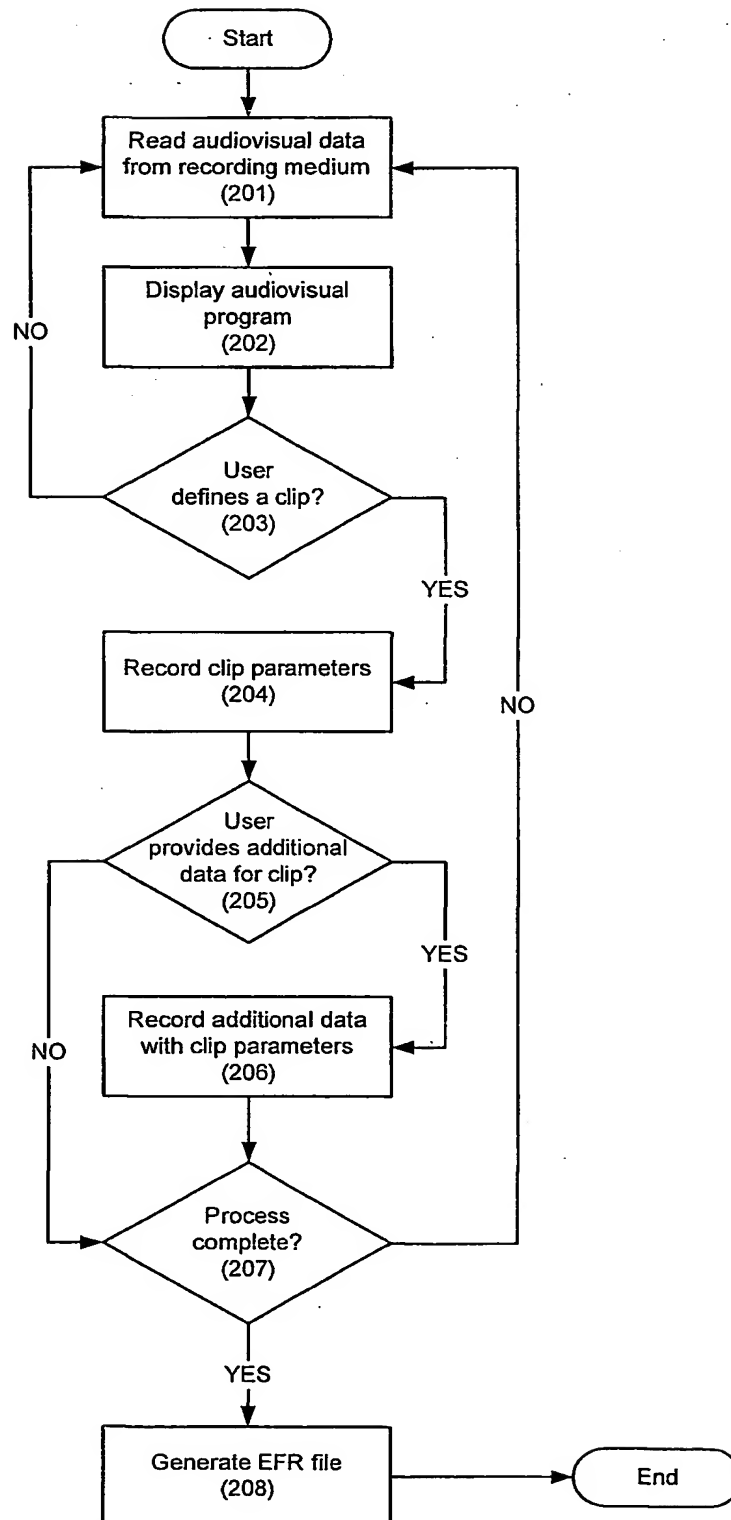 Start
Read audiovisual data
from recording medium
(201)
Display audiovisual
program
(202)
NO
User
defines a clip?
(203)
YES
Record clip parameters
(204)
NO
User
provides additional
data for clip?
(205)
YES
Record additional data
with clip parameters
(206)
NO
Process
complete?
(207)
YES
Generate EFR file
(208)
End